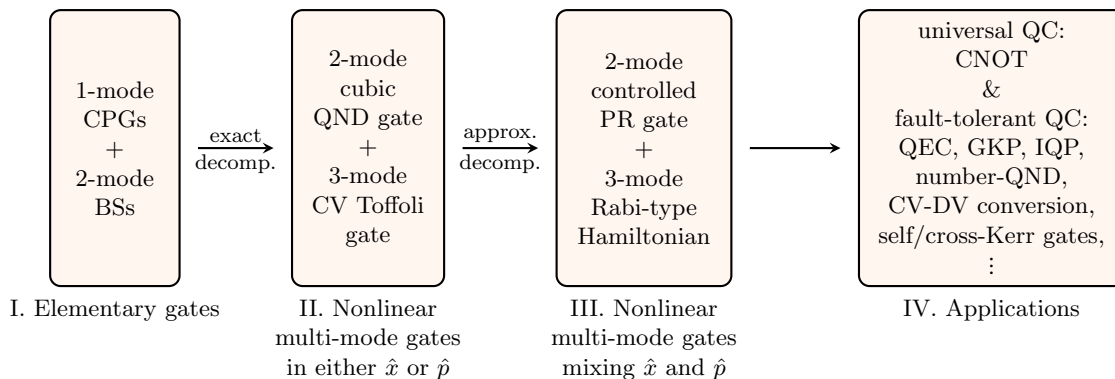 1-mode
CPGs
+
2-mode
BSs
I. Elementary gates
exact
decomp.
2-mode
cubic
QND gate
+
3-mode
CV Toffoli
gate
II. Nonlinear
multi-mode gates
in either x̂ or p̂
approx.
decomp.
2-mode
controlled
PR gate
+
3-mode
Rabi-type
Hamiltonian
III. Nonlinear
multi-mode gates
mixing x̂ and p̂
universal QC:
CNOT
&
fault-tolerant QC:
QEC, GKP, IQP,
number-QND,
CV-DV conversion,
self/cross-Kerr gates,
⋮
IV. Applications